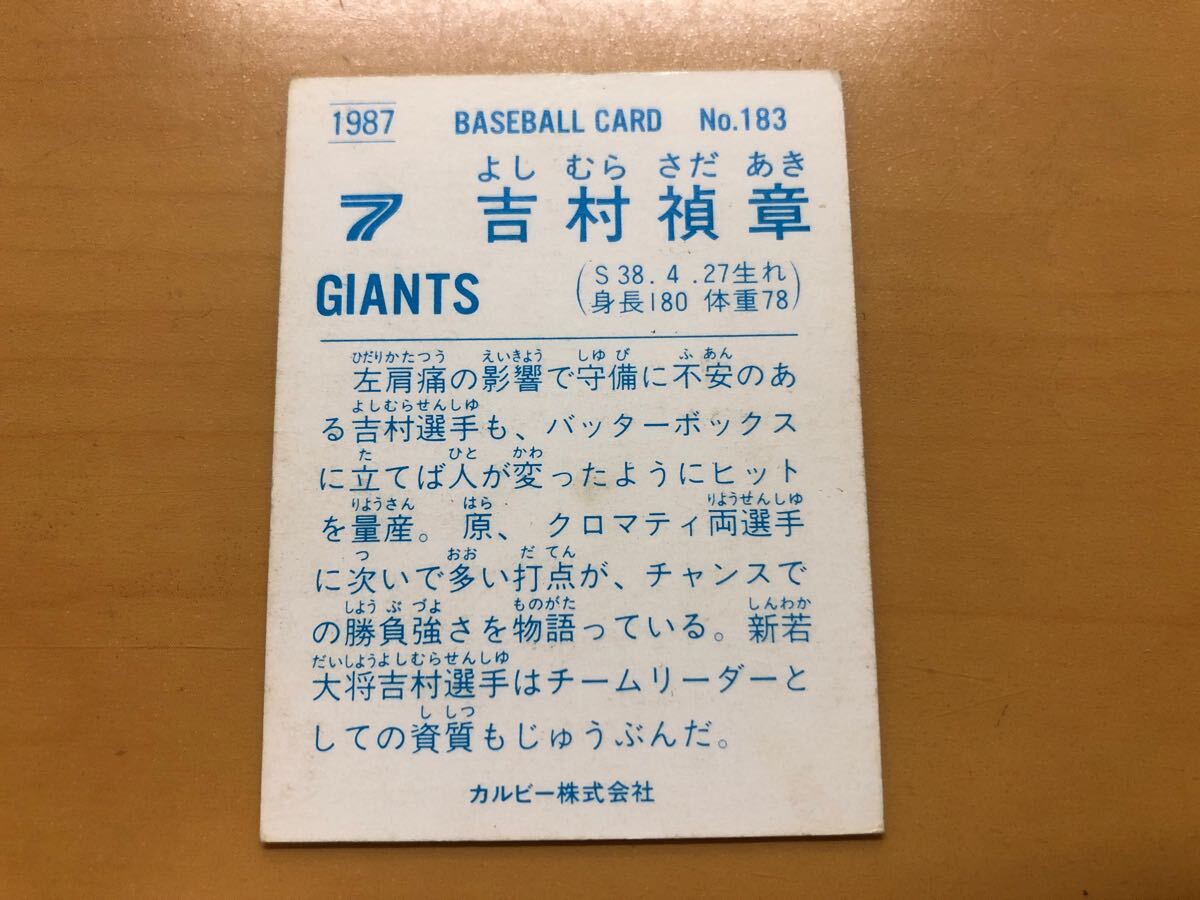 1987 BASEBALL CARD No.183
よし むら さだ あき
7 吉村禎章
GIANTS
(S38.4.27生れ
身長180 体重78)
ひだりかたつう えいきよう しゆび ふあん
左肩痛の影響で守備に不安のあ
よしむらせんしゆ
る吉村選手も、バッターボックス
た ひと かわ
に立てば人が変ったようにヒット
りようさん はら りようせんしゆ
を量産。原、クロマティ両選手
つ おお だてん
に次いで多い打点が、チャンスで
しようぶづよ ものがた しんわか
の勝負強さを物語っている。新若
だいしようよしむらせんしゆ
大将吉村選手はチームリーダーと
ししつ
しての資質もじゅうぶんだ。
カルビー株式会社